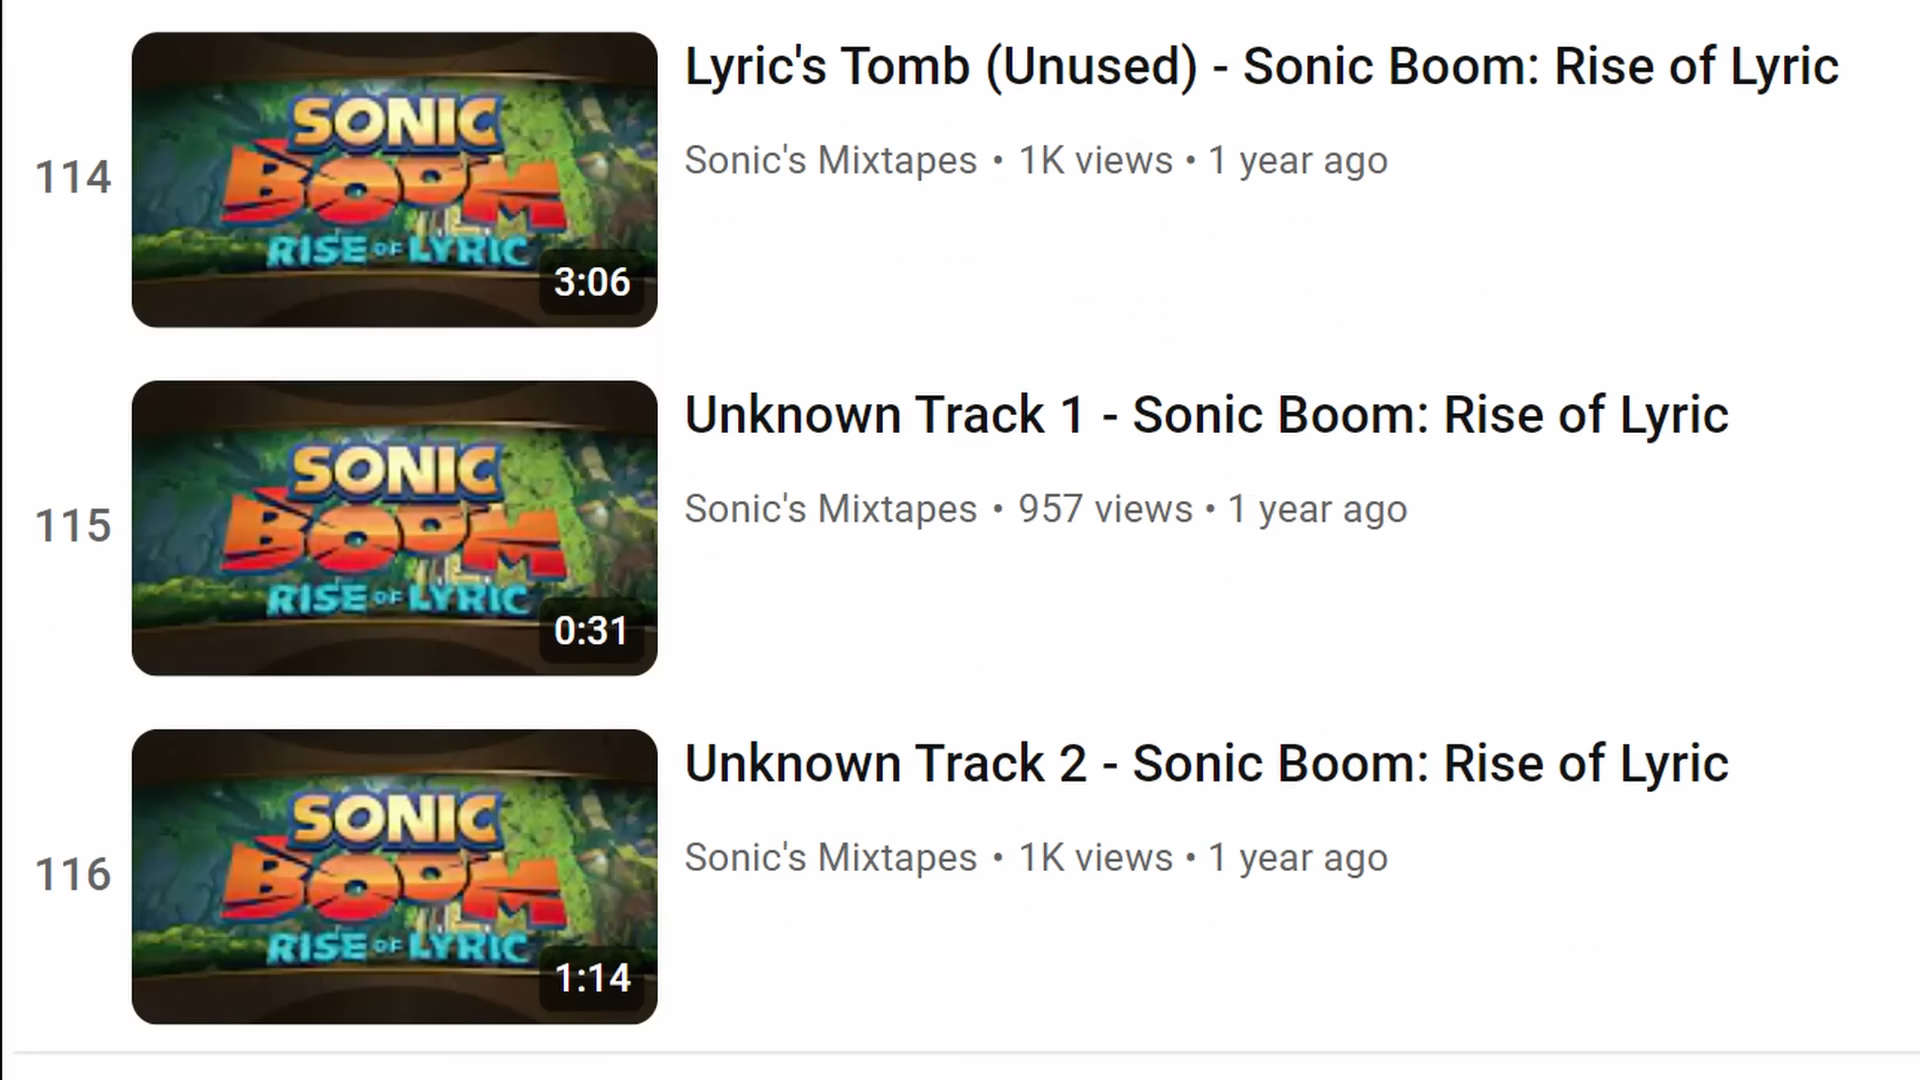 114
SONIC
BOOM
RISE OF LYRIC
3:06
Lyric's Tomb (Unused) - Sonic Boom: Rise of Lyric
Sonic's Mixtapes • 1K views • 1 year ago
115
SONIC
BOOM
RISE OF LYRIC
0:31
Unknown Track 1 - Sonic Boom: Rise of Lyric
Sonic's Mixtapes • 957 views • 1 year ago
116
SONIC
BOOM
RISE OF LYRIC
1:14
Unknown Track 2 - Sonic Boom: Rise of Lyric
Sonic's Mixtapes • 1K views • 1 year ago